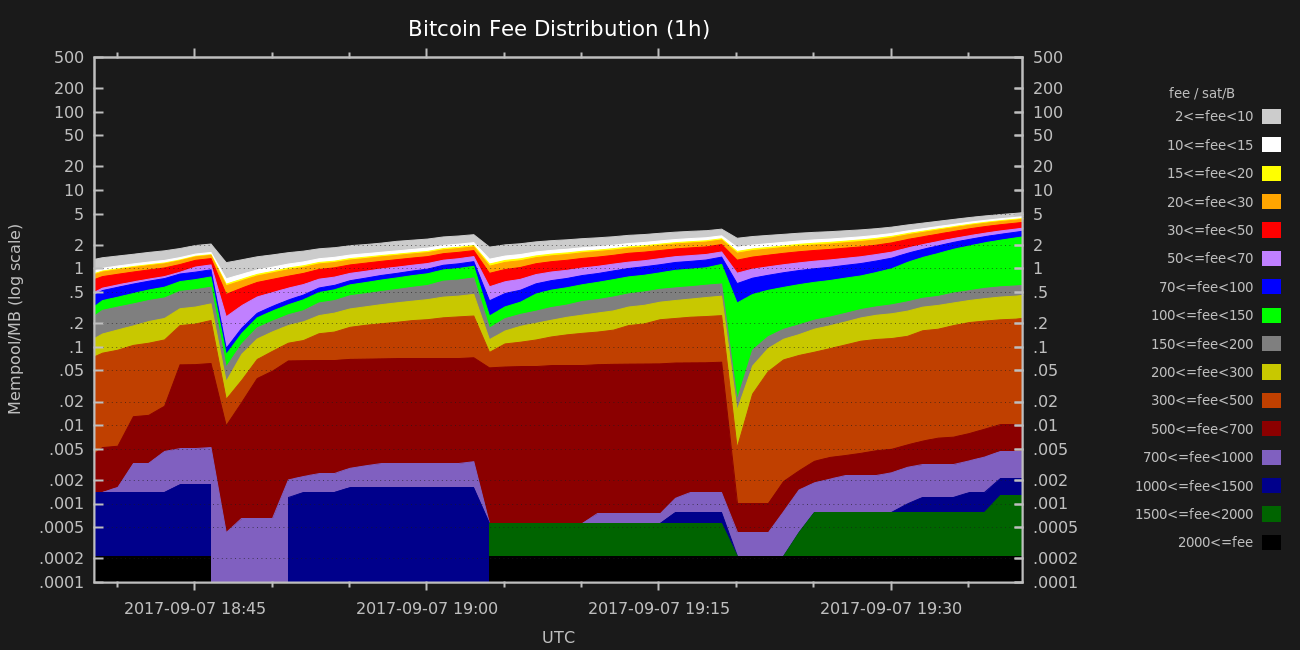 Bitcoin Fee Distribution (1h)
Mempool/MB (log scale)
500
200
100
50
20
10
5
2
1
.5
.2
.1
.05
.02
.01
.005
.002
.001
.0005
.0002
.0001
500
200
100
50
20
10
5
2
1
.5
.2
.1
.05
.02
.01
.005
.002
.001
.0005
.0002
.0001
2017-09-07 18:45
2017-09-07 19:00
2017-09-07 19:15
2017-09-07 19:30
UTC
fee / sat/B
2<=fee<10
10<=fee<15
15<=fee<20
20<=fee<30
30<=fee<50
50<=fee<70
70<=fee<100
100<=fee<150
150<=fee<200
200<=fee<300
300<=fee<500
500<=fee<700
700<=fee<1000
1000<=fee<1500
1500<=fee<2000
2000<=fee